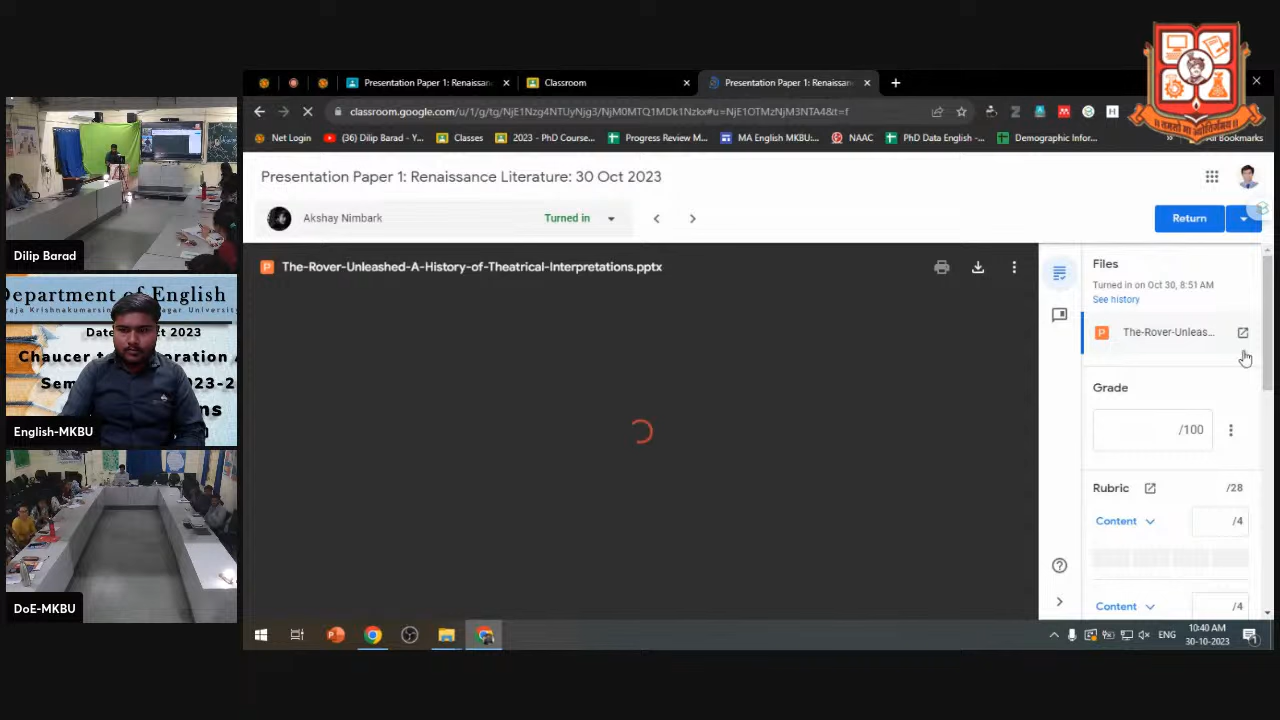 Presentation Paper 1: Renaissanc
Classroom
Presentation Paper 1: Renaissan
classroom.google.com/u/1/g/tg/NjE1Nzg4NTUyNjg3/NjM0MTQ1MDk1Nzkx#u=NjE1OTMzNjM3NTA4&t=f
Net Login
(36) Dilip Barad - Y...
Classes
2023 - PhD Course...
Progress Review M...
MA English MKBU:...
NAAC
PhD Data English -...
Demographic Infor...
»
Bookmarks
Presentation Paper 1: Renaissance Literature: 30 Oct 2023
Akshay Nimbark
Turned in
Return
The-Rover-Unleashed-A-History-of-Theatrical-Interpretations.pptx
Files
Turned in on Oct 30, 8:51 AM
See history
The-Rover-Unleas...
Grade
/100
Rubric
/28
Content
/4
Content
/4
Dilip Barad
Department of English
Chaucer t
2023-2
English-MKBU
DoE-MKBU
ENG
10:40 AM
30-10-2023